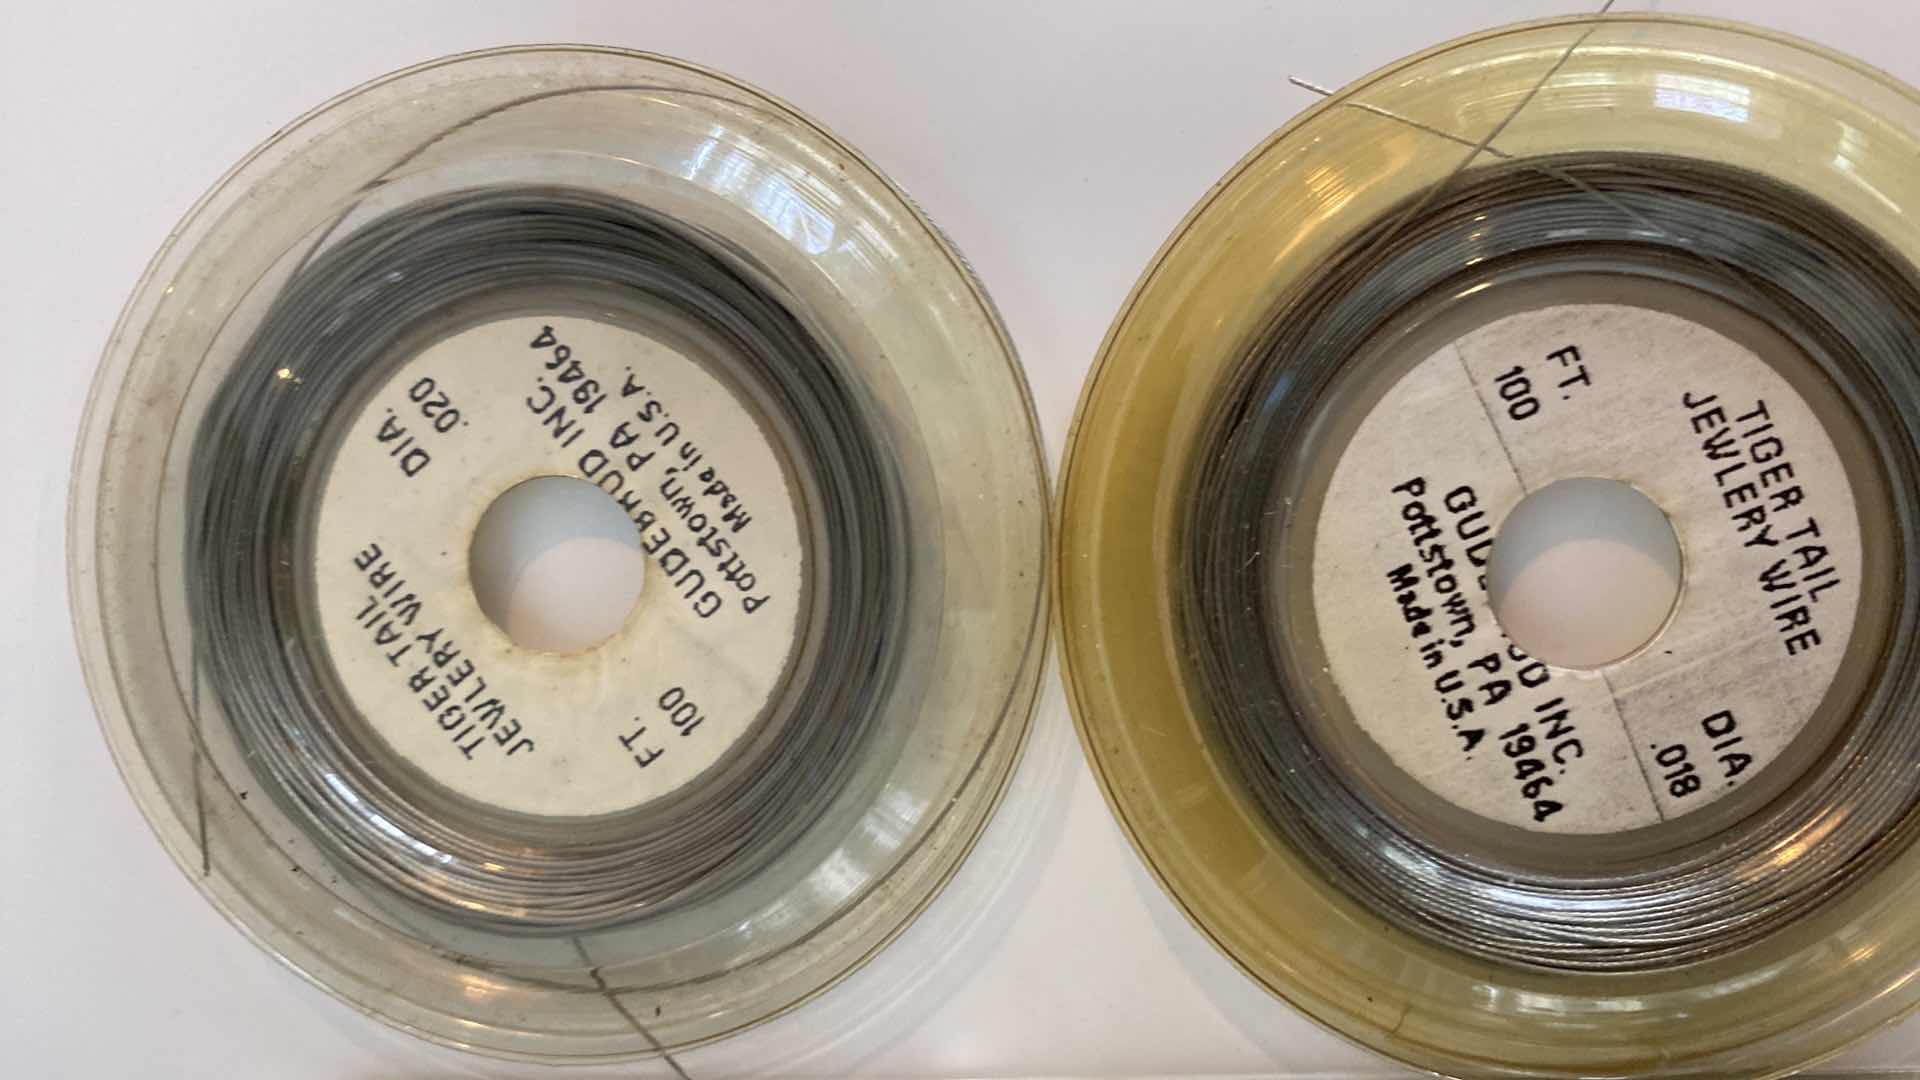 TIGER TAIL
JEWLERY WIRE
DIA.
.020
FT.
100
GUDEBROD INC.
Pottstown, PA 19464
Made in U.S.A.
TIGER TAIL
JEWLERY WIRE
FT.
100
DIA.
.018
INC.
Pottstown, PA 19464
Made in U.S.A.